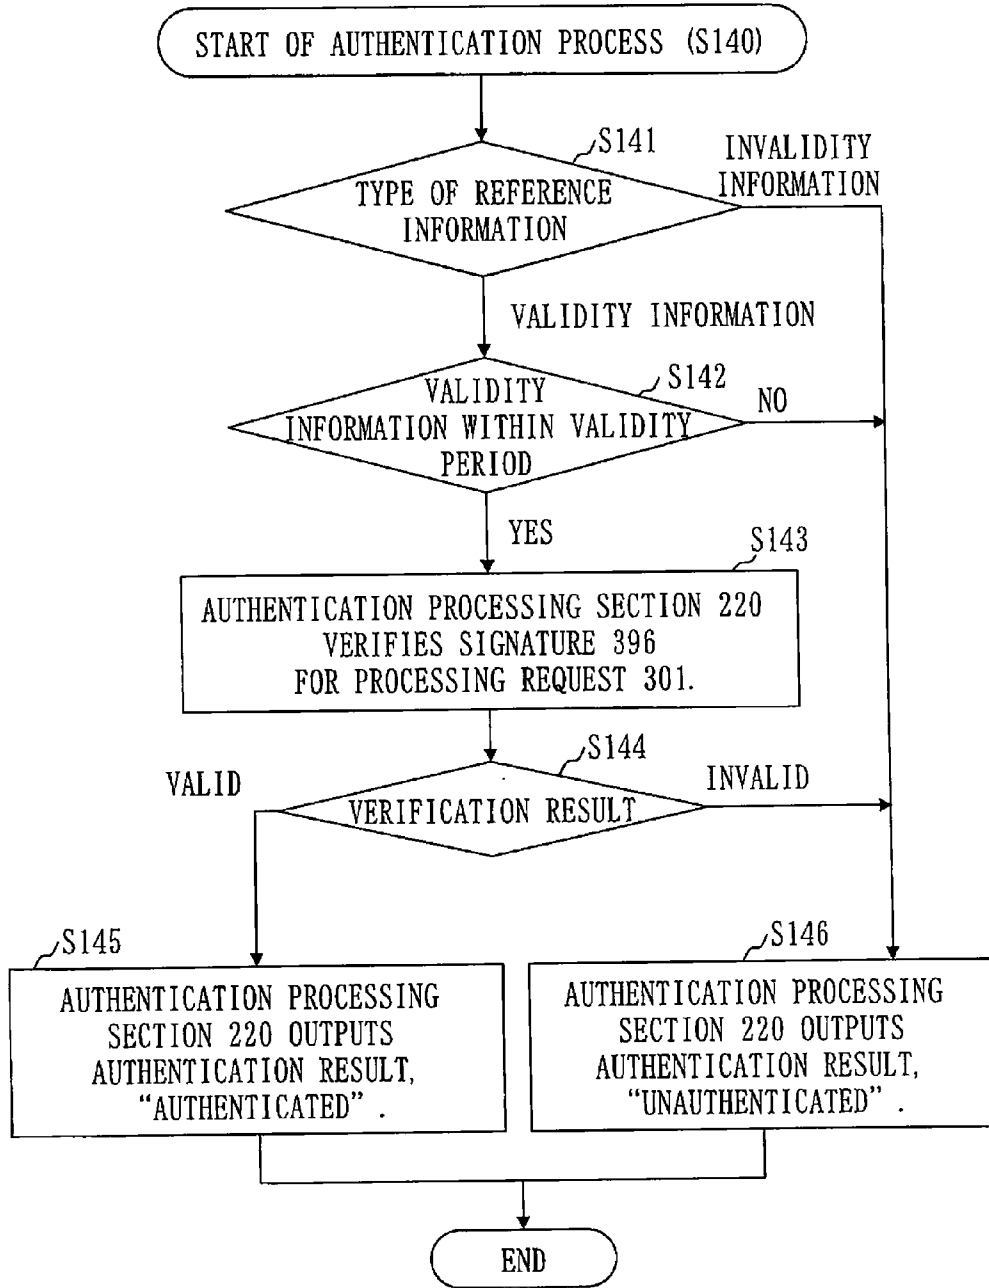 START OF AUTHENTICATION PROCESS (S140)
S141
INVALIDITY
INFORMATION
TYPE OF REFERENCE
INFORMATION
VALIDITY INFORMATION
S142
VALIDITY
INFORMATION WITHIN VALIDITY
PERIOD
NO
YES
S143
AUTHENTICATION PROCESSING SECTION 220
VERIFIES SIGNATURE 396
FOR PROCESSING REQUEST 301.
S144
VALID
INVALID
VERIFICATION RESULT
S145
AUTHENTICATION PROCESSING
SECTION 220 OUTPUTS
AUTHENTICATION RESULT,
“AUTHENTICATED” .
S146
AUTHENTICATION PROCESSING
SECTION 220 OUTPUTS
AUTHENTICATION RESULT,
“UNAUTHENTICATED” .
END